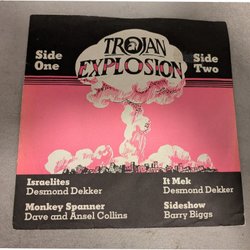 Side
One
TROJAN
EXPLOSION
Side
Two
Israelites
Desmond Dekker
Monkey Spanner
Dave and Ansel Collins
It Mek
Desmond Dekker
Sideshow
Barry Biggs